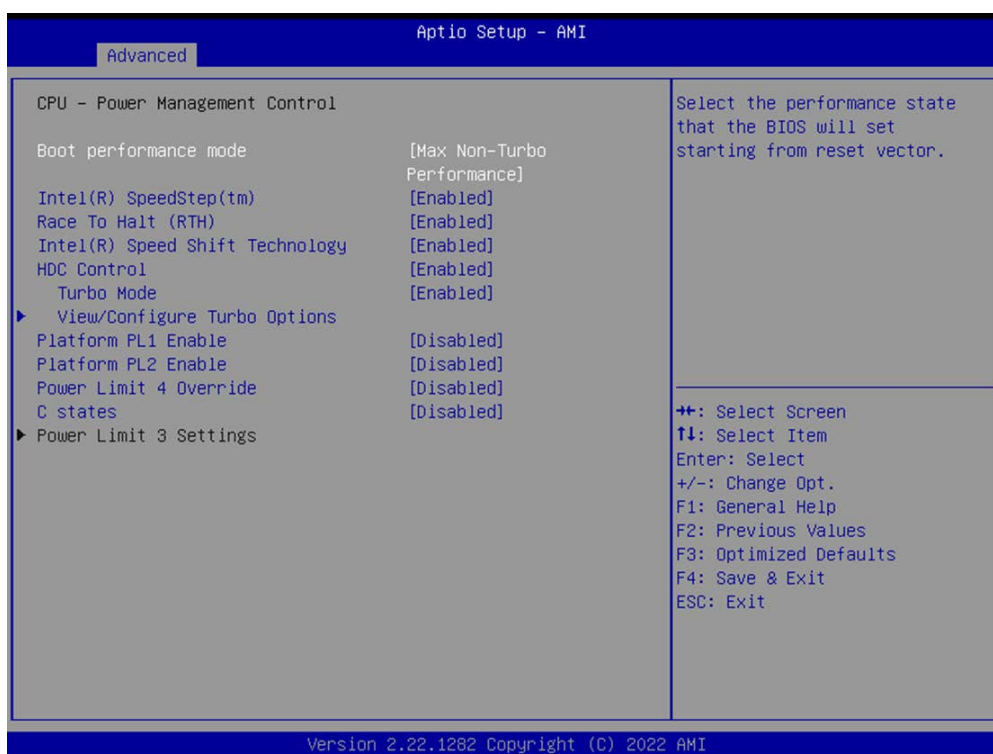 Aptio Setup – AMI
Advanced
CPU – Power Management Control
Boot performance mode [Max Non-Turbo
Performance]
Intel(R) SpeedStep(tm) [Enabled]
Race To Halt (RTH) [Enabled]
Intel(R) Speed Shift Technology [Enabled]
HDC Control [Enabled]
Turbo Mode [Enabled]
View/Configure Turbo Options
Platform PL1 Enable [Disabled]
Platform PL2 Enable [Disabled]
Power Limit 4 Override [Disabled]
C states [Disabled]
Power Limit 3 Settings
Select the performance state
that the BIOS will set
starting from reset vector.
→←: Select Screen
↑↓: Select Item
Enter: Select
+/-: Change Opt.
F1: General Help
F2: Previous Values
F3: Optimized Defaults
F4: Save & Exit
ESC: Exit
Version 2.22.1282 Copyright (C) 2022 AMI